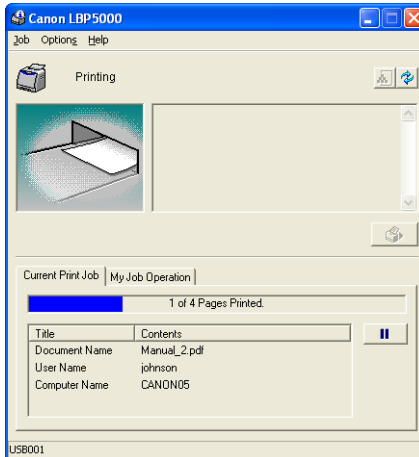 Canon LBP5000
Job Options Help
Printing
Current Print Job My Job Operation
1 of 4 Pages Printed.
Title Contents
Document Name Manual_2.pdf
User Name johnson
Computer Name CANON05
USB001